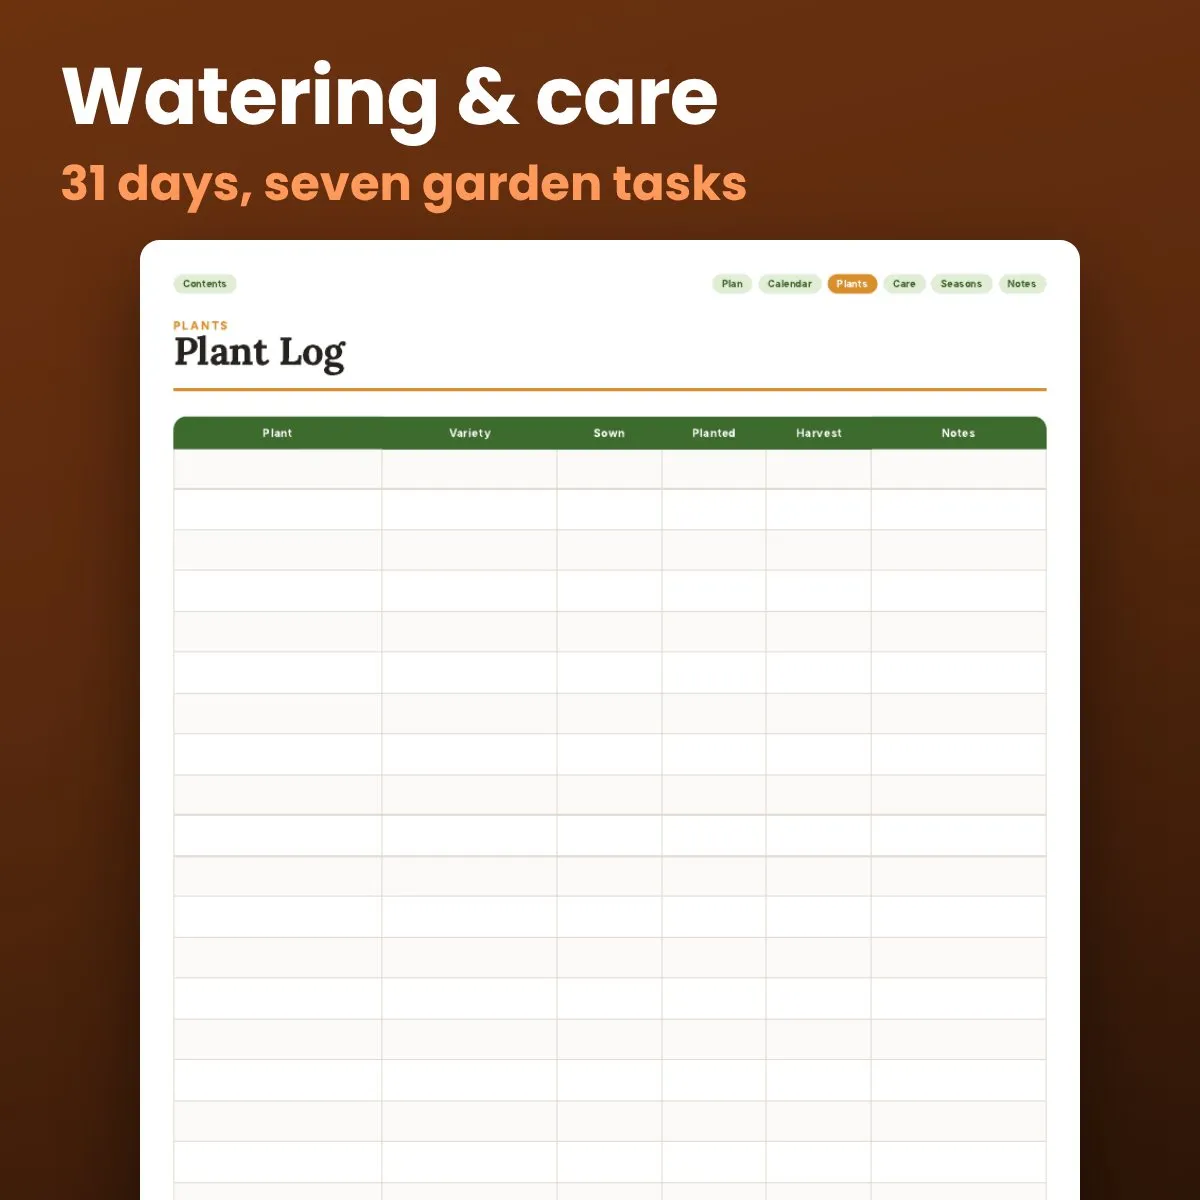 Watering & care
31 days, seven garden tasks
Contents Plan Calendar Plants Care Seasons Notes
PLANTS
Plant Log
Plant Variety Sown Planted Harvest Notes